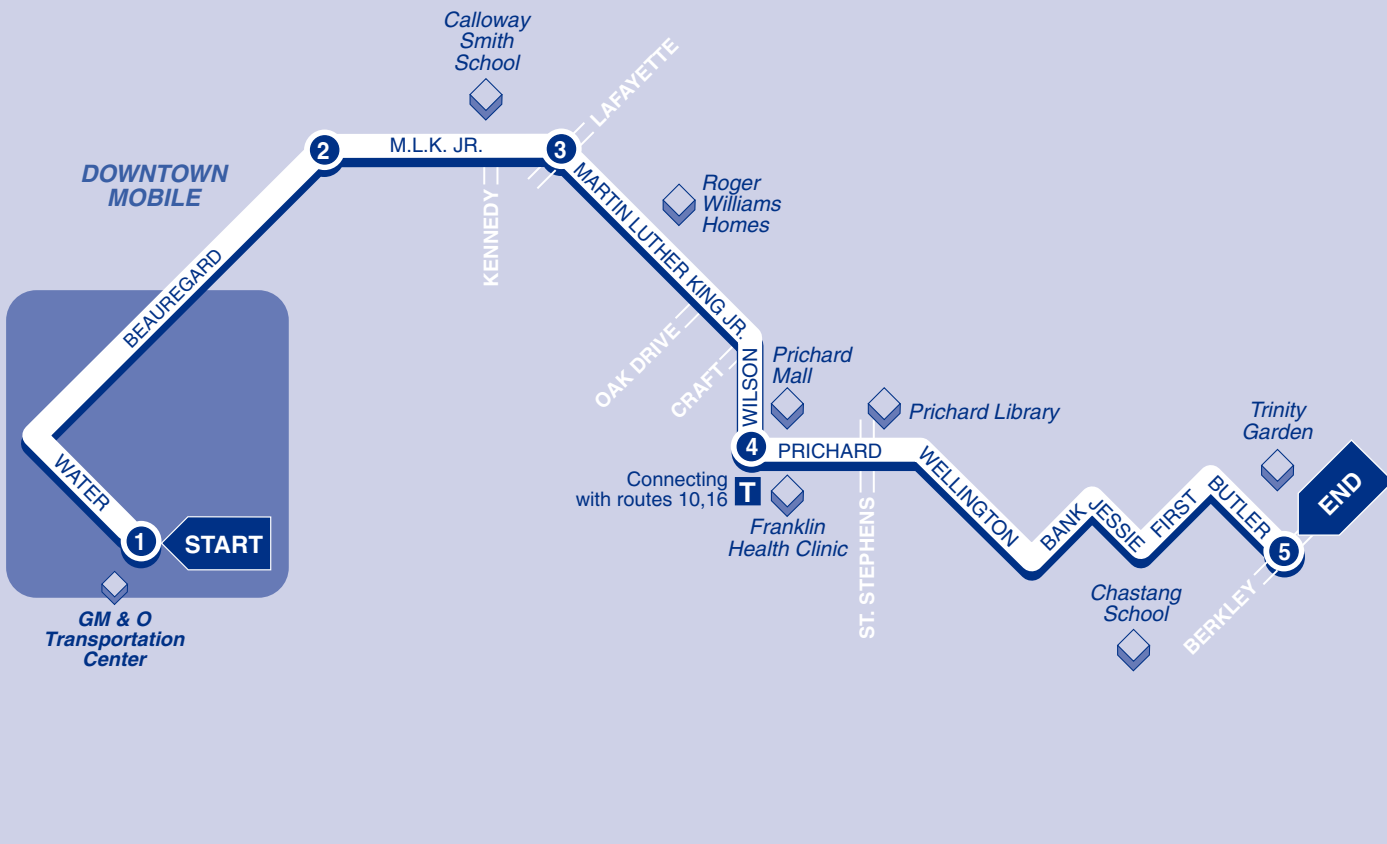 Calloway
Smith
School
LAFAYETTE
2
M.L.K. JR.
3
DOWNTOWN
MOBILE
MARTIN LUTHER KING JR.
Roger
Williams
Homes
KENNEDY
BEAUREGARD
OAK DRIVE
CRAFT
WILSON
Prichard
Mall
Prichard Library
Trinity
Garden
WATER
4
PRICHARD
WELLINGTON
Connecting
with routes 10,16
T
Franklin
Health Clinic
ST. STEPHENS
BANK
JESSIE
FIRST
BUTLER
END
1
START
5
BERKLEY
Chastang
School
GM & O
Transportation
Center